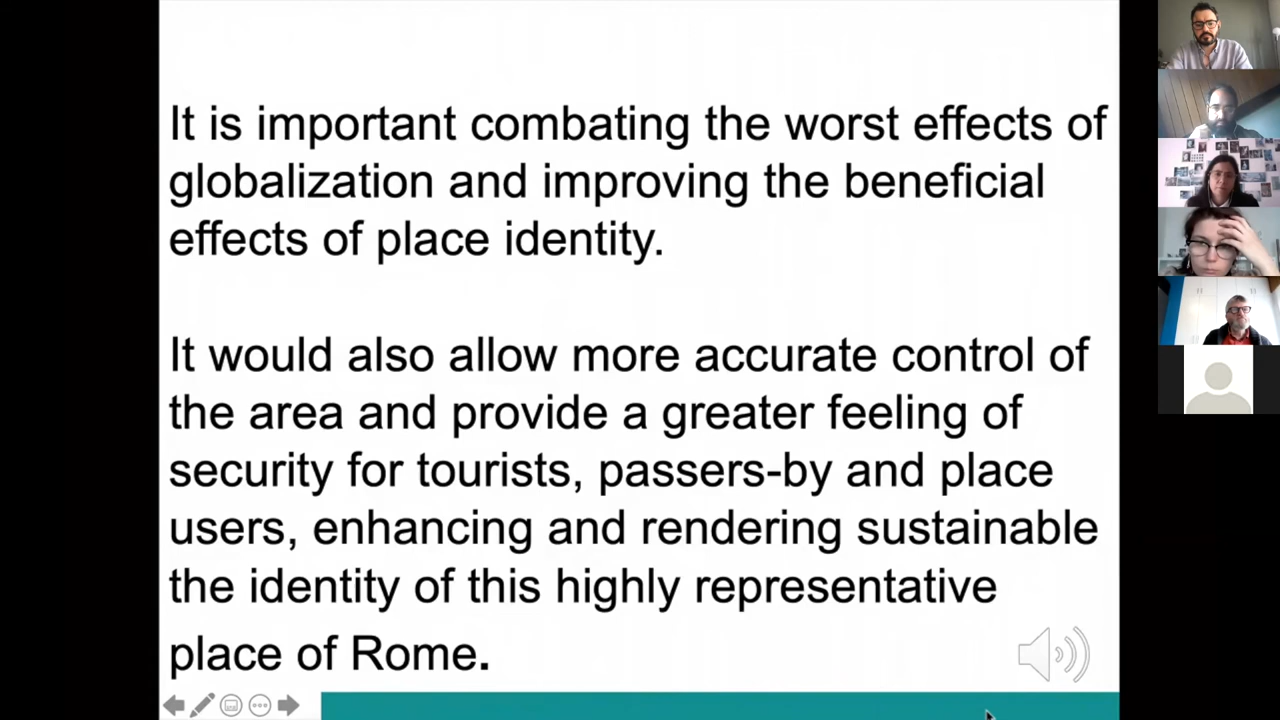 It is important combating the worst effects of
globalization and improving the beneficial
effects of place identity.
It would also allow more accurate control of
the area and provide a greater feeling of
security for tourists, passers-by and place
users, enhancing and rendering sustainable
the identity of this highly representative
place of Rome.